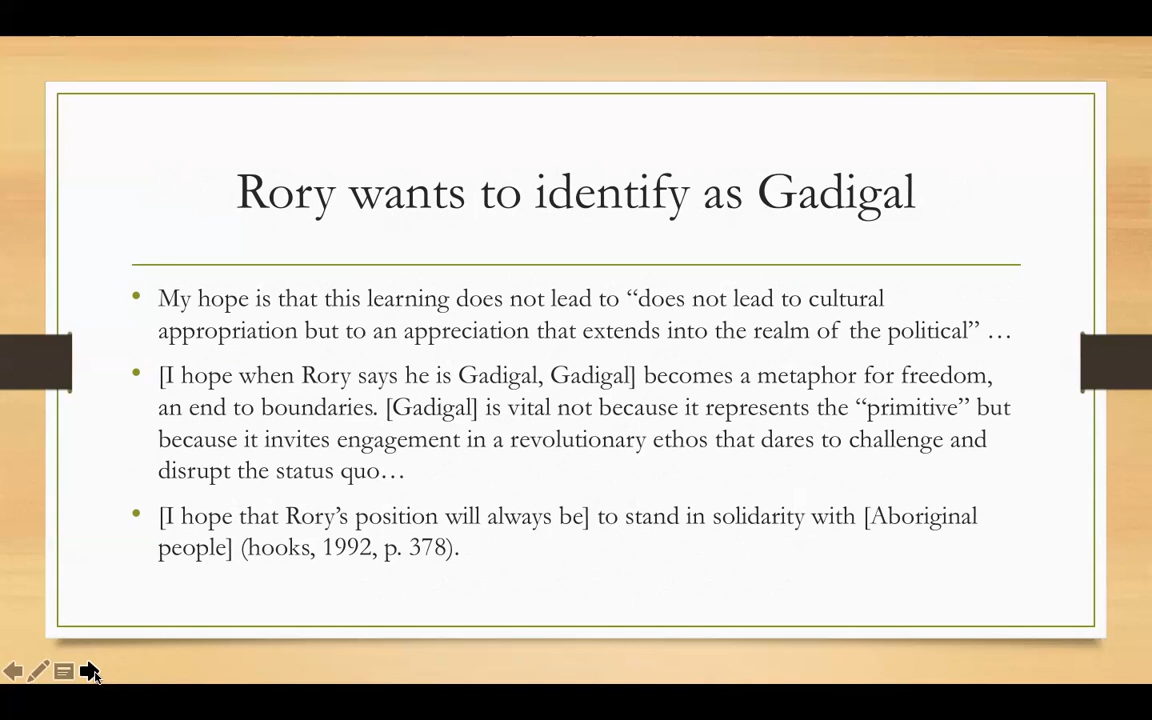 Rory wants to identify as Gadigal
• My hope is that this learning does not lead to “does not lead to cultural
appropriation but to an appreciation that extends into the realm of the political” …
• [I hope when Rory says he is Gadigal, Gadigal] becomes a metaphor for freedom,
an end to boundaries. [Gadigal] is vital not because it represents the “primitive” but
because it invites engagement in a revolutionary ethos that dares to challenge and
disrupt the status quo…
• [I hope that Rory’s position will always be] to stand in solidarity with [Aboriginal
people] (hooks, 1992, p. 378).